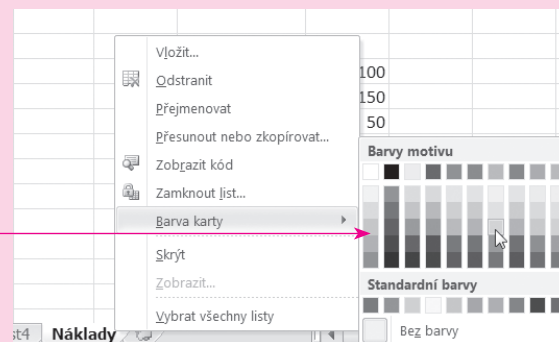 Vložit...
Odstranit
Přejmenovat
Přesunout nebo zkopírovat...
Zobrazit kód
Zamknout list...
Barva karty
Skrýt
Zobrazit...
Vybrat všechny listy
100
150
50
Barvy motivu
Standardní barvy
Bez barvy
st4 Náklady